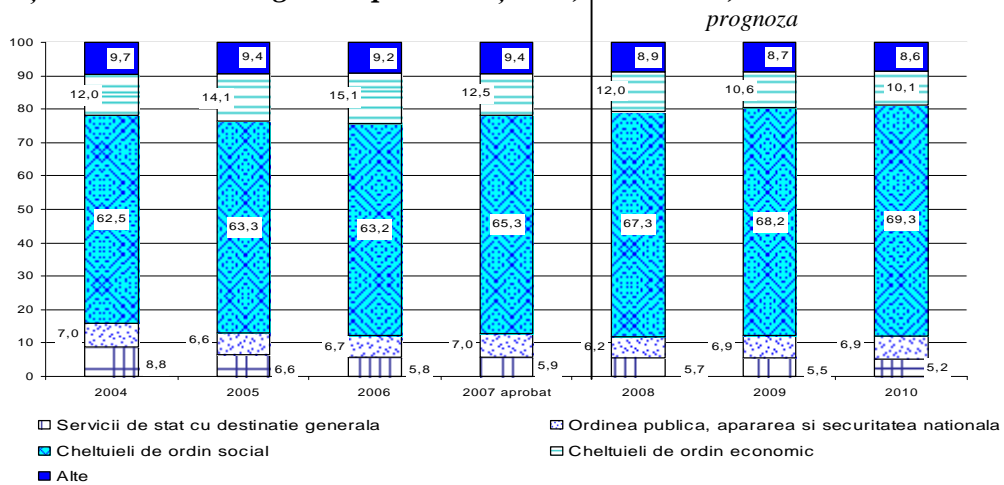 prognoza
100
90
80
70
60
50
40
30
20
10
0
9,7 9,4 9,2 9,4 8,9 8,7 8,6
12,0 14,1 15,1 12,5 12,0 10,6 10,1
62,5 63,3 63,2 65,3 67,3 68,2 69,3
7,0 6,6 6,7 7,0 6,2 6,9 6,9
8,8 6,6 5,8 5,9 5,7 5,5 5,2
2004 2005 2006 2007 aprobat 2008 2009 2010
Servicii de stat cu destinatie generala
Ordinea publica, apararea si securitatea nationala
Cheltuieli de ordin social
Cheltuieli de ordin economic
Alte